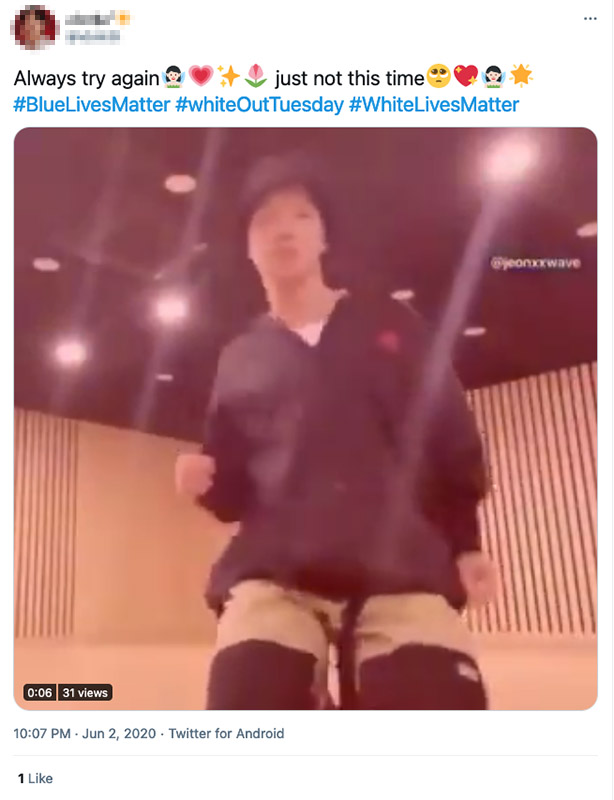 Always try again🧚🏻‍♂️💗✨🌷 just not this time🥺💖🧚🏻‍♂️🌟
#BlueLivesMatter #whiteOutTuesday #WhiteLivesMatter
@jeonxxwave
0:06 31 views
10:07 PM · Jun 2, 2020 · Twitter for Android
1 Like